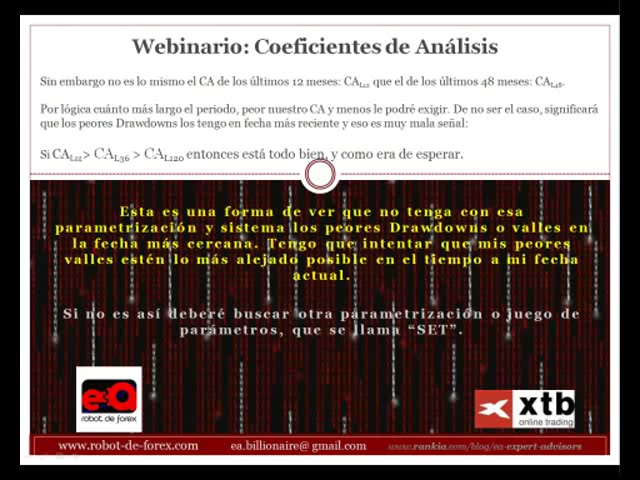 Webinario: Coeficientes de Análisis
Sin embargo no es lo mismo el CA de los últimos 12 meses: CAL12 que el de los últimos 48 meses: CAL48.
Por lógica cuánto más largo el periodo, peor nuestro CA y menos le podré exigir. De no ser el caso, significará
que los peores Drawdowns los tengo en fecha más reciente y eso es muy mala señal:
Si CAL12> CAL36 > CAL120 entonces está todo bien, y como era de esperar.
Esta es una forma de ver que no tenga con esa
parametrización y sistema los peores Drawdowns o valles en
la fecha más cercana. Tengo que intentar que mis peores
valles estén lo más alejado posible en el tiempo a mi fecha
actual.
Si no es así deberé buscar otra parametrización o juego de
parámetros, que se llama “SET”.
e3a
robot de forex
xtb
online trading
www.robot-de-forex.com
ea.billionaire@ gmail.com
www.rankia.com/blog/ea-expert-advisors